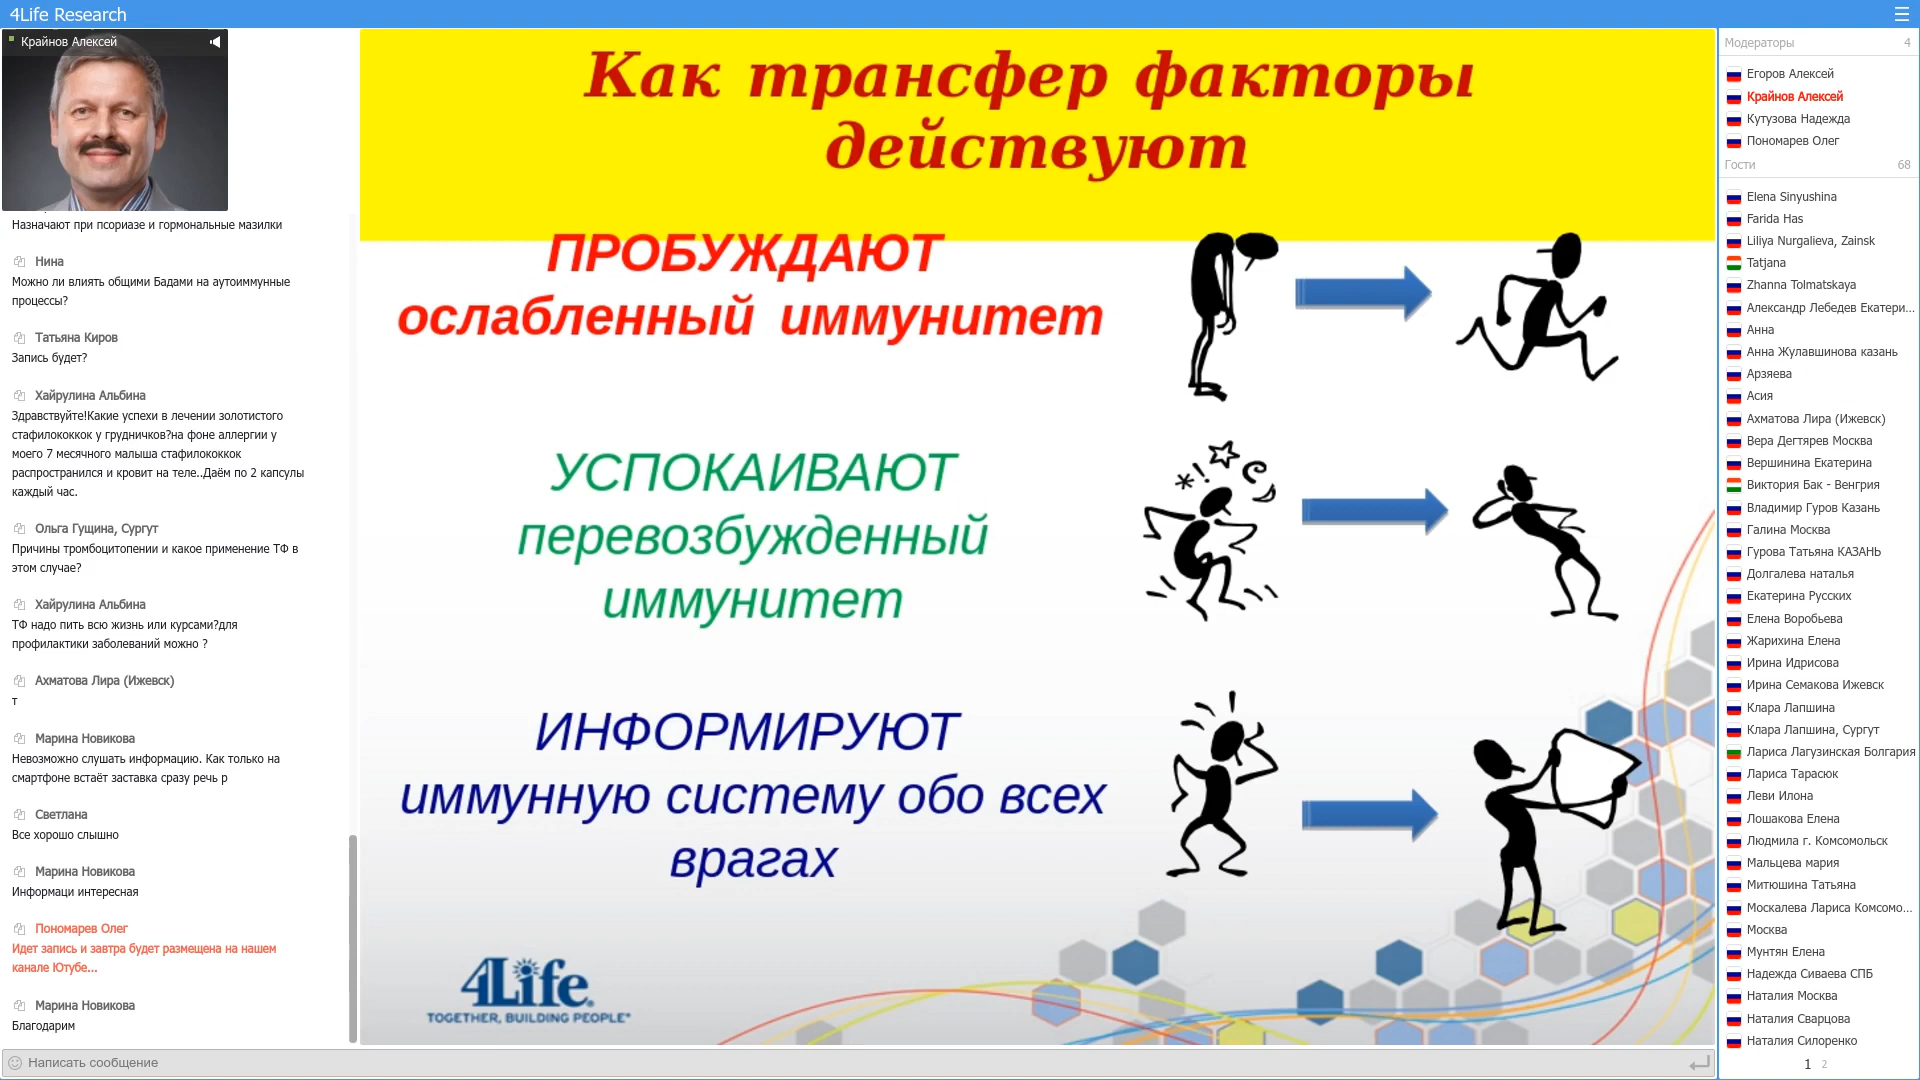 4Life Research
Крайнов Алексей
Назначают при псориазе и гормональные мазилки
Нина
Можно ли влиять общими Бадами на аутоиммунные
процессы?
Татьяна Киров
Запись будет?
Хайрулина Альбина
Здравствуйте!Какие успехи в лечении золотистого
стафилококкок у грудничков?на фоне аллергии у
моего 7 месячного малыша стафилококкок
распространился и кровит на теле..Даём по 2 капсулы
каждый час.
Ольга Гущина, Сургут
Причины тромбоцитопении и какое применение ТФ в
этом случае?
Хайрулина Альбина
ТФ надо пить всю жизнь или курсами?для
профилактики заболеваний можно ?
Ахматова Лира (Ижевск)
т
Марина Новикова
Невозможно слушать информацию. Как только на
смартфоне встаёт заставка сразу речь р
Светлана
Все хорошо слышно
Марина Новикова
Информаци интересная
Пономарев Олег
Идет запись и завтра будет размещена на нашем
канале Ютубе...
Марина Новикова
Благодарим
Написать сообщение
Как трансфер факторы
действуют
ПРОБУЖДАЮТ
ослабленный иммунитет
УСПОКАИВАЮТ
перевозбужденный
иммунитет
ИНФОРМИРУЮТ
иммунную систему обо всех
врагах
4Life
TOGETHER, BUILDING PEOPLE
Модераторы 4
Егоров Алексей
Крайнов Алексей
Кутузова Надежда
Пономарев Олег
Гости 68
Elena Sinyushina
Farida Has
Liliya Nurgalieva, Zainsk
Tatjana
Zhanna Tolmatskaya
Александр Лебедев Екатери...
Анна
Анна Жулавшинова казань
Арзяева
Асия
Ахматова Лира (Ижевск)
Вера Дегтярев Москва
Вершинина Екатерина
Виктория Бак - Венгрия
Владимир Гуров Казань
Галина Москва
Гурова Татьяна КАЗАНЬ
Долгалева наталья
Екатерина Русских
Елена Воробьева
Жарихина Елена
Ирина Идрисова
Ирина Семакова Ижевск
Клара Лапшина
Клара Лапшина, Сургут
Лариса Лагузинская Болгария
Лариса Тарасюк
Леви Илона
Лошакова Елена
Людмила г. Комсомольск
Мальцева мария
Митюшина Татьяна
Москалева Лариса Комсомо...
Москва
Мунтян Елена
Надежда Сиваева СПБ
Наталия Москва
Наталия Сварцова
Наталия Силоренко
1 2